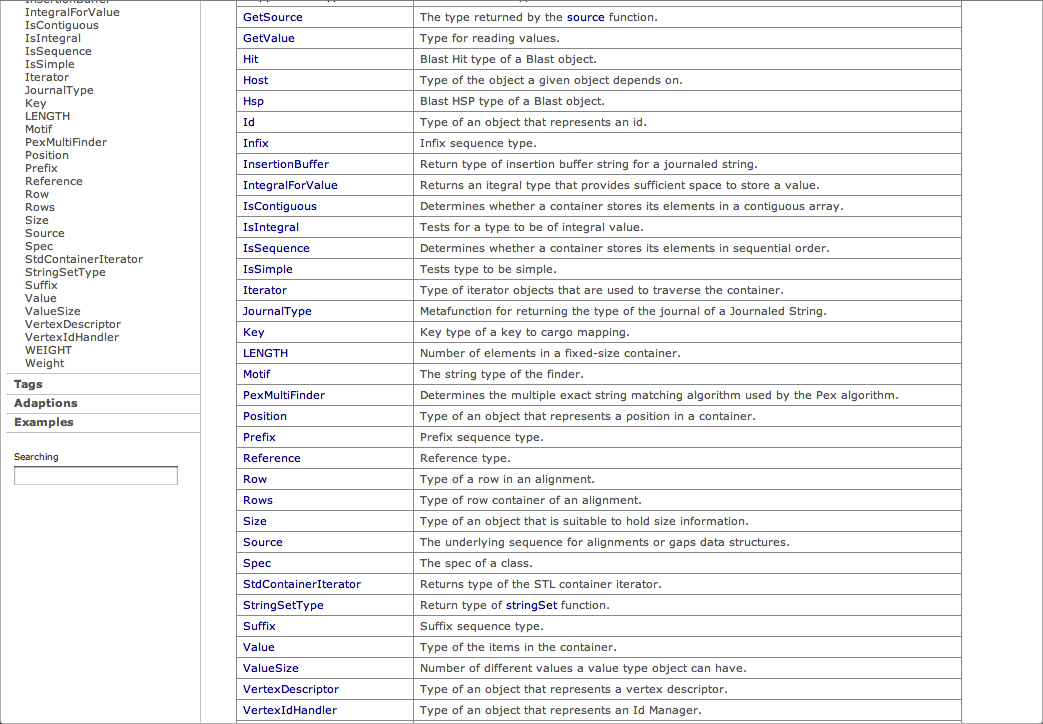 IntegralForValue
IsContiguous
IsIntegral
IsSequence
IsSimple
Iterator
JournalType
Key
LENGTH
Motif
PexMultiFinder
Position
Prefix
Reference
Row
Rows
Size
Source
Spec
StdContainerIterator
StringSetType
Suffix
Value
ValueSize
VertexDescriptor
VertexIdHandler
WEIGHT
Weight
Tags
Adaptions
Examples
Searching
GetSource The type returned by the source function.
GetValue Type for reading values.
Hit Blast Hit type of a Blast object.
Host Type of the object a given object depends on.
Hsp Blast HSP type of a Blast object.
Id Type of an object that represents an id.
Infix Infix sequence type.
InsertionBuffer Return type of insertion buffer string for a journaled string.
IntegralForValue Returns an itegral type that provides sufficient space to store a value.
IsContiguous Determines whether a container stores its elements in a contiguous array.
IsIntegral Tests for a type to be of integral value.
IsSequence Determines whether a container stores its elements in sequential order.
IsSimple Tests type to be simple.
Iterator Type of iterator objects that are used to traverse the container.
JournalType Metafunction for returning the type of the journal of a Journaled String.
Key Key type of a key to cargo mapping.
LENGTH Number of elements in a fixed-size container.
Motif The string type of the finder.
PexMultiFinder Determines the multiple exact string matching algorithm used by the Pex algorithm.
Position Type of an object that represents a position in a container.
Prefix Prefix sequence type.
Reference Reference type.
Row Type of a row in an alignment.
Rows Type of row container of an alignment.
Size Type of an object that is suitable to hold size information.
Source The underlying sequence for alignments or gaps data structures.
Spec The spec of a class.
StdContainerIterator Returns type of the STL container iterator.
StringSetType Return type of stringSet function.
Suffix Suffix sequence type.
Value Type of the items in the container.
ValueSize Number of different values a value type object can have.
VertexDescriptor Type of an object that represents a vertex descriptor.
VertexIdHandler Type of an object that represents an Id Manager.